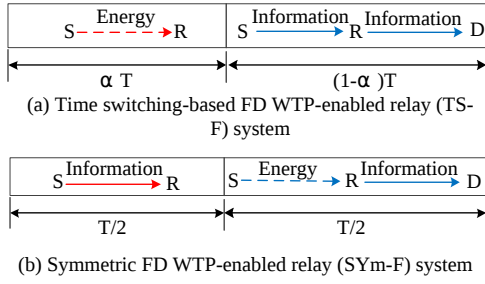 Energy Information Information
S R S R D
α T (1-α )T
(a) Time switching-based FD WTP-enabled relay (TS-
F) system
Information Energy Information
S R S R D
T/2 T/2
(b) Symmetric FD WTP-enabled relay (SYm-F) system